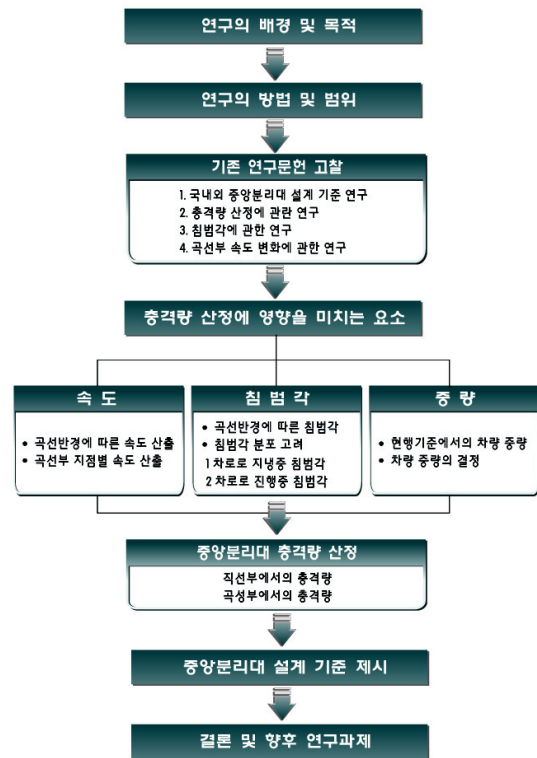 연구의 배경 및 목적
연구의 방법 및 범위
기존 연구문헌 고찰
1. 국내외 중앙분리대 설계 기준 연구
2. 충격량 산정에 관란 연구
3. 침범각에 관한 연구
4. 곡선부 속도 변화에 관한 연구
충격량 산정에 영향을 미치는 요소
속 도
• 곡선반경에 따른 속도 산출
• 곡선부 지점별 속도 산출
침 범 각
• 곡선반경에 따른 침범각
• 침범각 분포 고려
1 차로로 지냉중 침범각
2 차로로 진행중 침범각
중 량
• 현행기준에서의 차량 중량
• 차량 중량의 결정
중앙분리대 충격량 산정
직선부에서의 충격량
곡성부에서의 충격량
중앙분리대 설계 기준 제시
결론 및 향후 연구과제